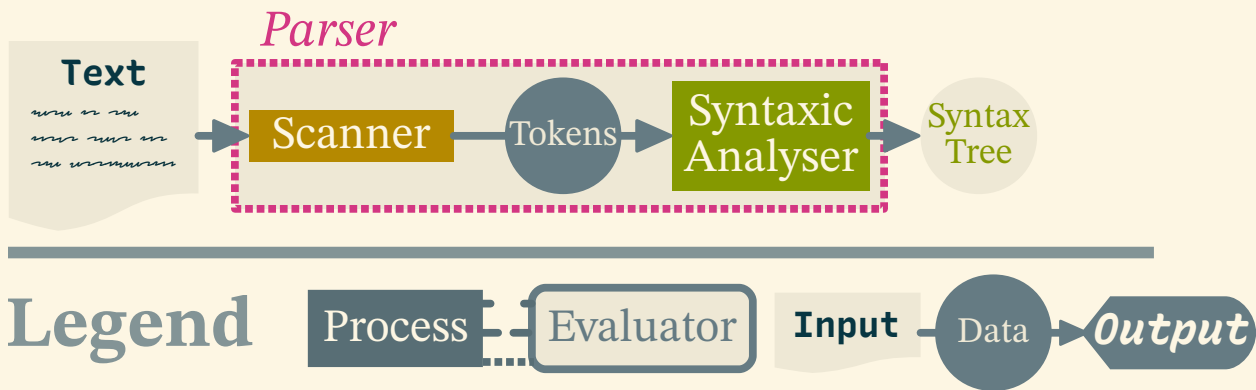 Parser
Text
Scanner
Tokens
Syntaxic
Analyser
Syntax
Tree
Legend
Process
Evaluator
Input
Data
Output